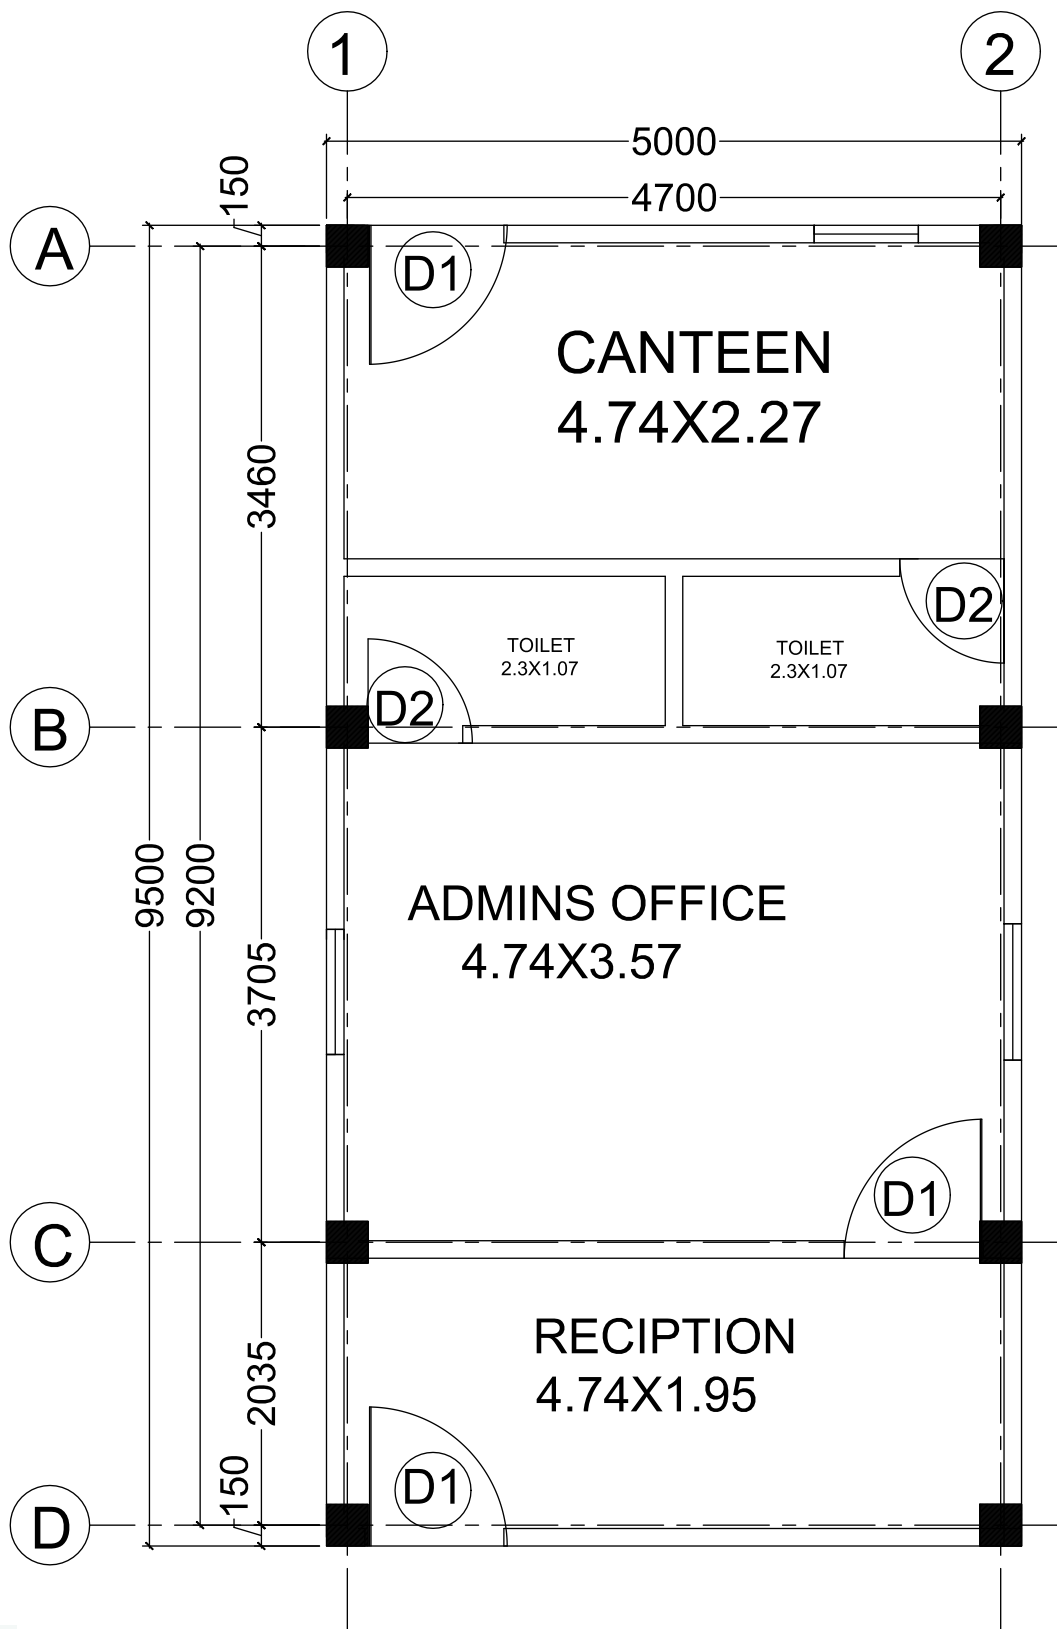 1
2
5000
4700
150
A
D1
CANTEEN
4.74X2.27
3460
D2
TOILET
2.3X1.07
TOILET
2.3X1.07
D2
B
9500
9200
3705
ADMINS OFFICE
4.74X3.57
D1
C
RECIPTION
4.74X1.95
2035
150
D1
D